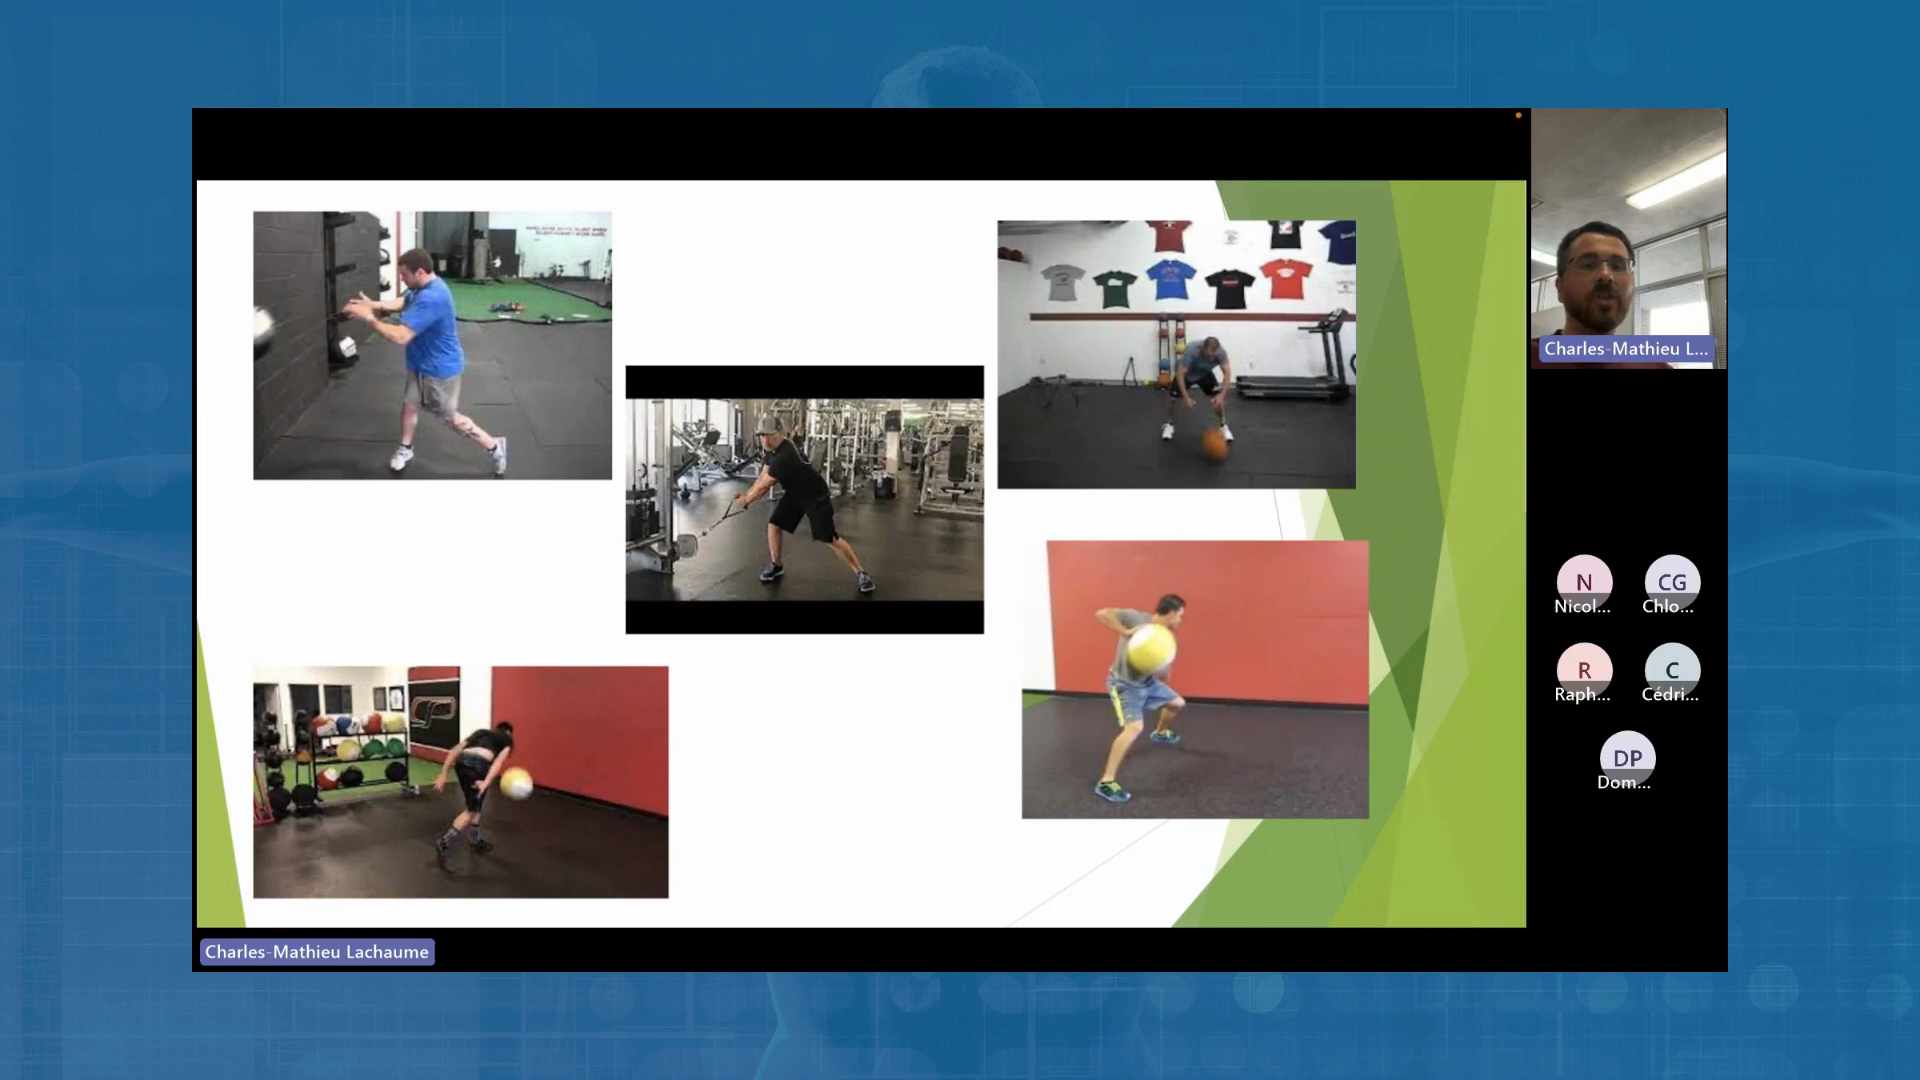 Charles-Mathieu L...
N
Nicol...
CG
Chlo...
R
Raph...
C
Cédri...
DP
Dom...
Charles-Mathieu Lachaume